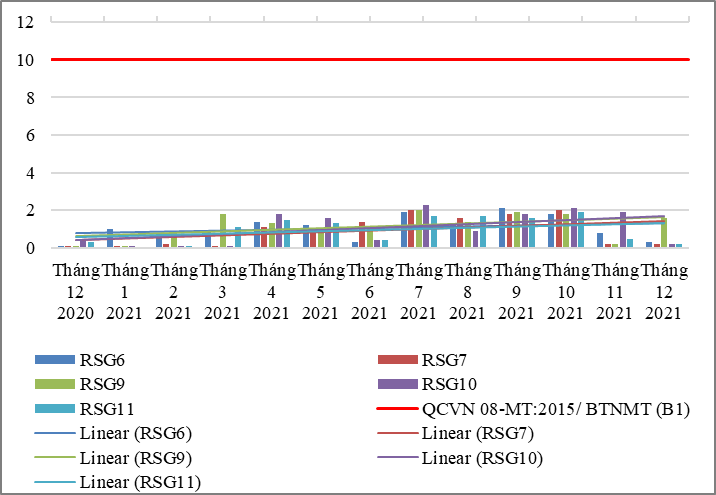 12
10
8
6
4
2
0
Tháng Tháng Tháng Tháng Tháng Tháng Tháng Tháng Tháng Tháng Tháng Tháng Tháng
12 1 2 3 4 5 6 7 8 9 10 11 12
2020 2021 2021 2021 2021 2021 2021 2021 2021 2021 2021 2021 2021
RSG6 RSG7
RSG9 RSG10
RSG11 QCVN 08-MT:2015/ BTNMT (B1)
Linear (RSG6) Linear (RSG7)
Linear (RSG9) Linear (RSG10)
Linear (RSG11)